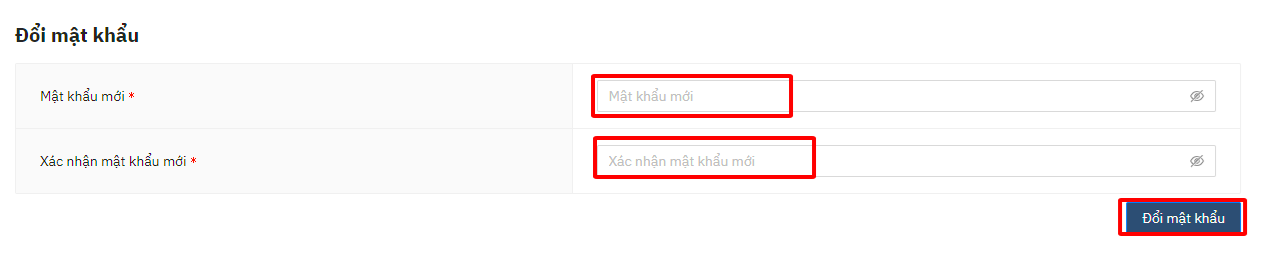 Đổi mật khẩu
Mật khẩu mới * Mật khẩu mới
Xác nhận mật khẩu mới * Xác nhận mật khẩu mới
Đổi mật khẩu